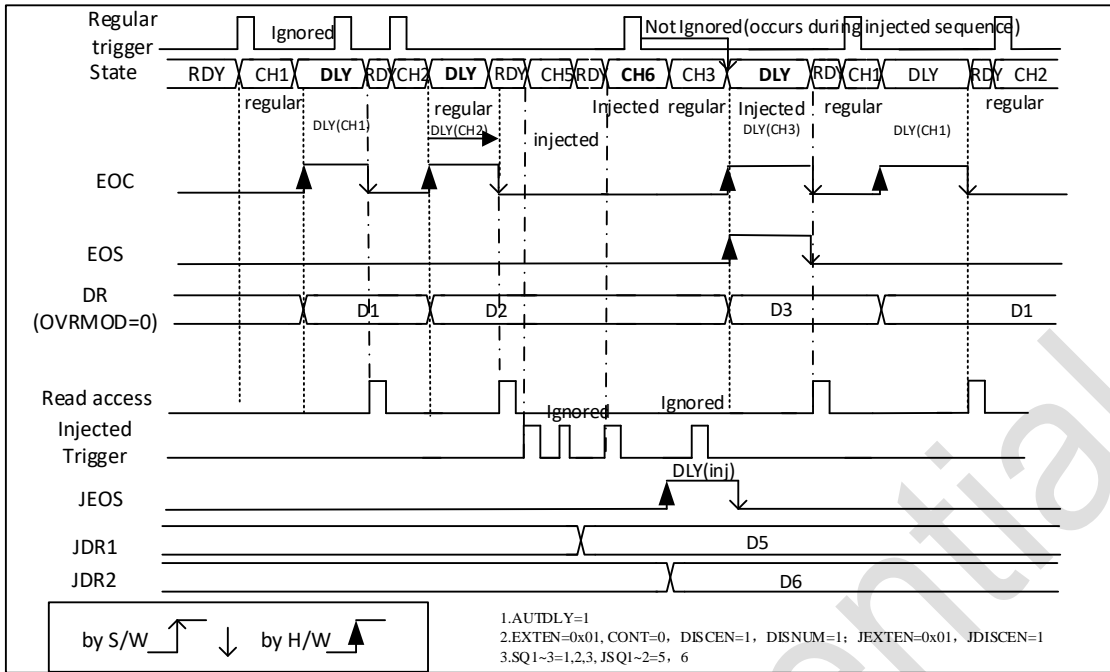 Regular trigger
Ignored
Not Ignored(occurs during injected sequence)
State
RDY CH1 DLY RDY CH2 DLY RDY CH5 RDY CH6 CH3 DLY RDY CH1 DLY RDY CH2
regular regular Injected regular Injected regular regular
DLY(CH1) DLY(CH2) injected DLY(CH3) DLY(CH1)
EOC
EOS
DR
(OVRMOD=0)
D1 D2 D3 D1
Read access
Ignored Ignored
Injected
Trigger
DLY(inj)
JEOS
JDR1
D5
JDR2
D6
by S/W by H/W
1.AUTDLY=1
2.EXTEN=0x01, CONT=0, DISCEN=1, DISNUM=1; JEXTEN=0x01, JDISCEN=1
3.SQ1~3=1,2,3, JSQ1~2=5, 6